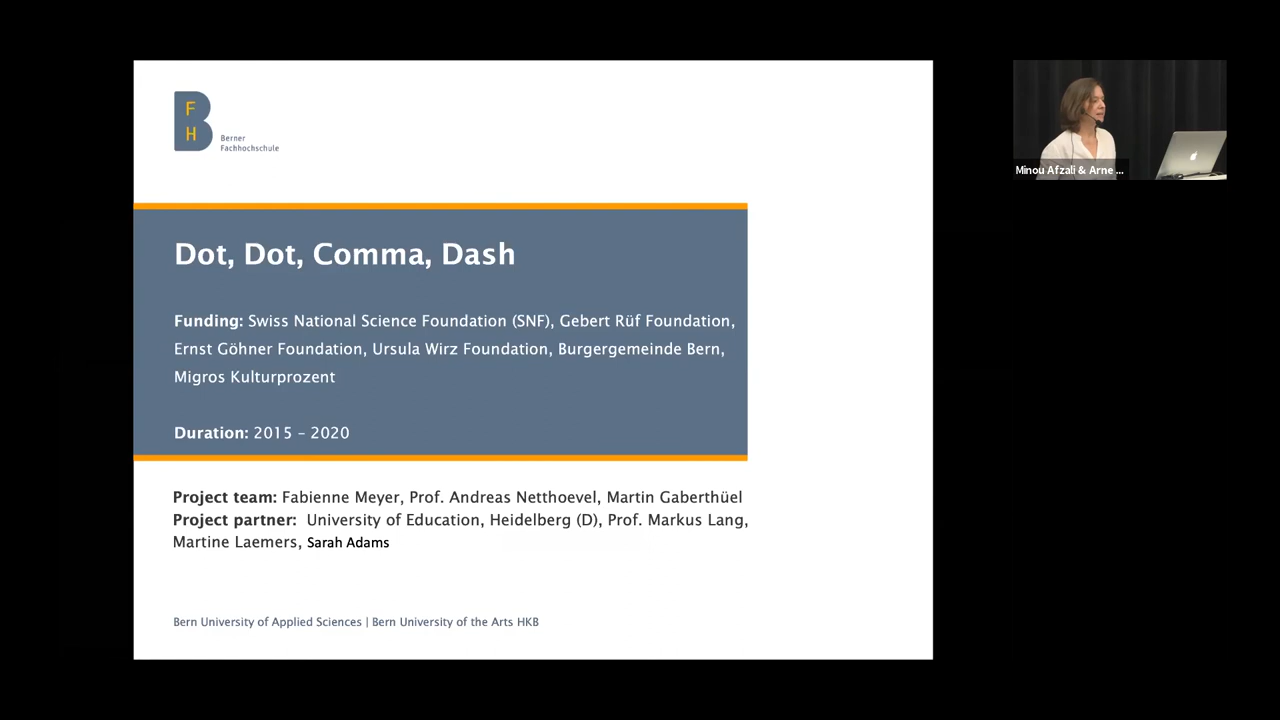 F
H
Berner
Fachhochschule
Minou Afzali & Arne ...
Dot, Dot, Comma, Dash
Funding: Swiss National Science Foundation (SNF), Gebert Rüf Foundation,
Ernst Göhner Foundation, Ursula Wirz Foundation, Burgergemeinde Bern,
Migros Kulturprozent
Duration: 2015 – 2020
Project team: Fabienne Meyer, Prof. Andreas Netthoevel, Martin Gaberthüel
Project partner: University of Education, Heidelberg (D), Prof. Markus Lang,
Martine Laemers, Sarah Adams
Bern University of Applied Sciences | Bern University of the Arts HKB